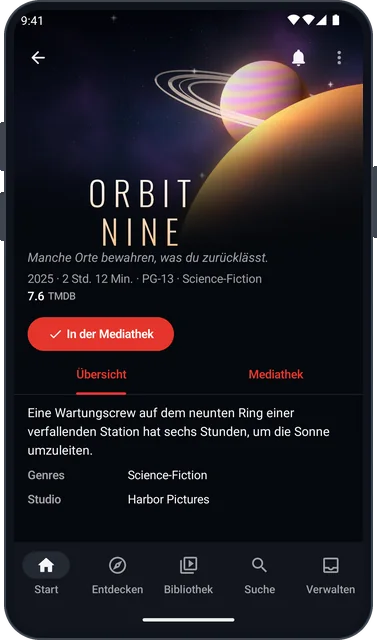 9:41
ORBIT
NINE
Manche Orte bewahren, was du zurücklässt.
2025 · 2 Std. 12 Min. · PG-13 · Science-Fiction
7.6 TMDB
In der Mediathek
Übersicht Mediathek
Eine Wartungscrew auf dem neunten Ring einer
verfallenden Station hat sechs Stunden, um die Sonne
umzuleiten.
Genres Science-Fiction
Studio Harbor Pictures
Start Entdecken Bibliothek Suche Verwalten